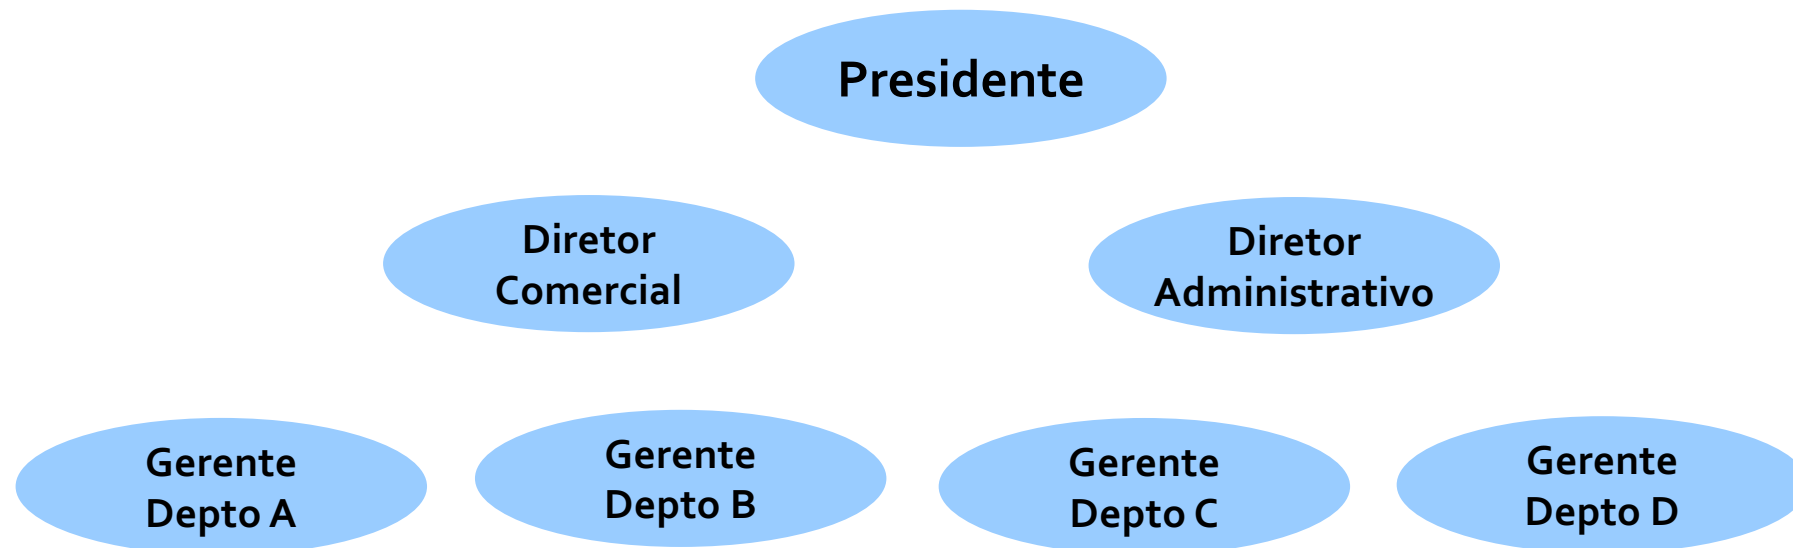 Presidente
Diretor
Comercial
Diretor
Administrativo
Gerente
Depto A
Gerente
Depto B
Gerente
Depto C
Gerente
Depto D